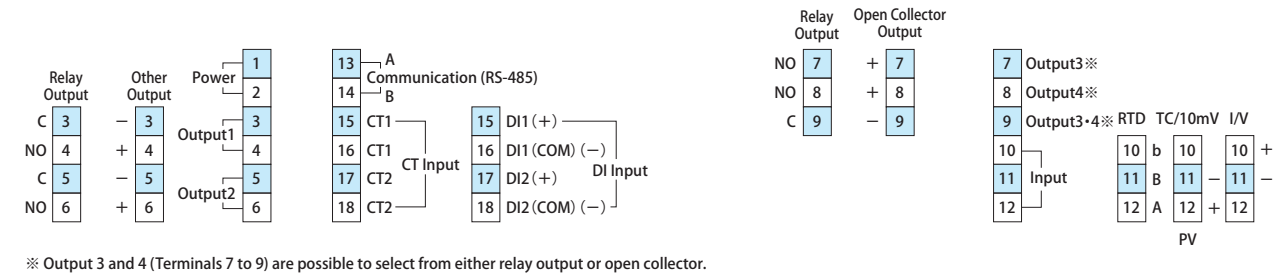 Relay Output
Open Collector Output
NO 7 + 7 7 Output3※
NO 8 + 8 8 Output4※
C 9 − 9 9 Output3・4※ RTD TC/10mV I/V
10 10 b 10 10 +
11 Input 11 B 11 − 11 −
12 12 A 12 + 12
PV
Relay Output
Other Output
Power 1 13 A
Communication (RS-485)
2 14 B
C 3 − 3 Output1 3 15 CT1 15 DI1(+)
NO 4 + 4 4 16 CT1 CT Input 16 DI1(COM)(−) DI Input
C 5 − 5 Output2 5 17 CT2 17 DI2(+)
NO 6 + 6 6 18 CT2 18 DI2(COM)(−)
※ Output 3 and 4 (Terminals 7 to 9) are possible to select from either relay output or open collector.